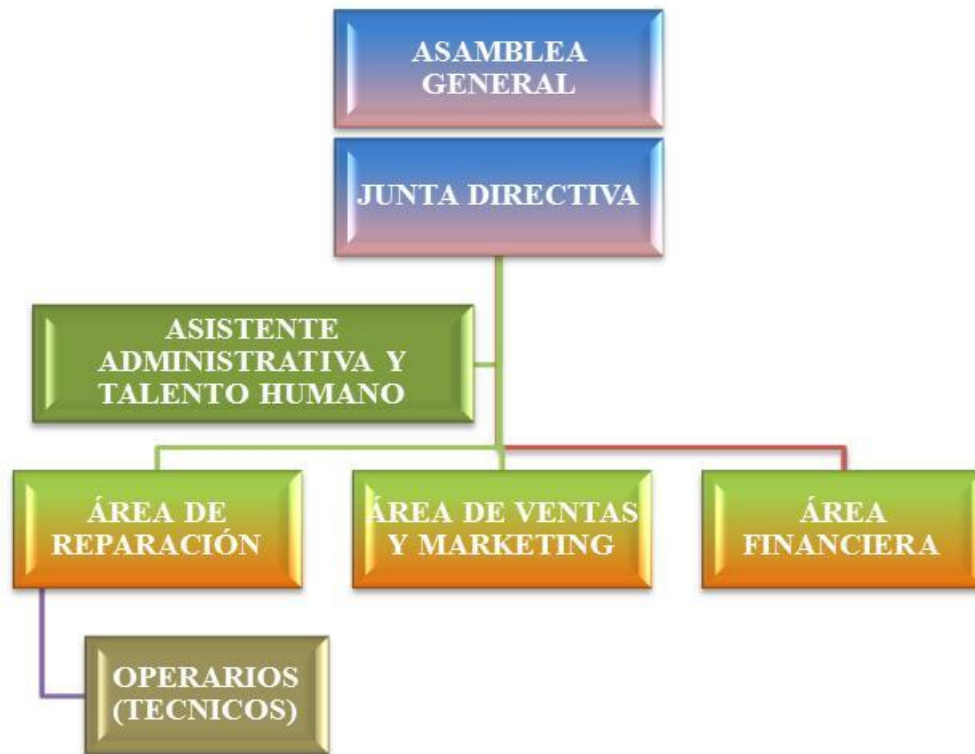 ASAMBLEA
GENERAL
JUNTA DIRECTIVA
ASISTENTE
ADMINISTRATIVA Y
TALENTO HUMANO
ÁREA DE
REPARACIÓN
ÁREA DE VENTAS
Y MARKETING
ÁREA
FINANCIERA
OPERARIOS
(TECNICOS)